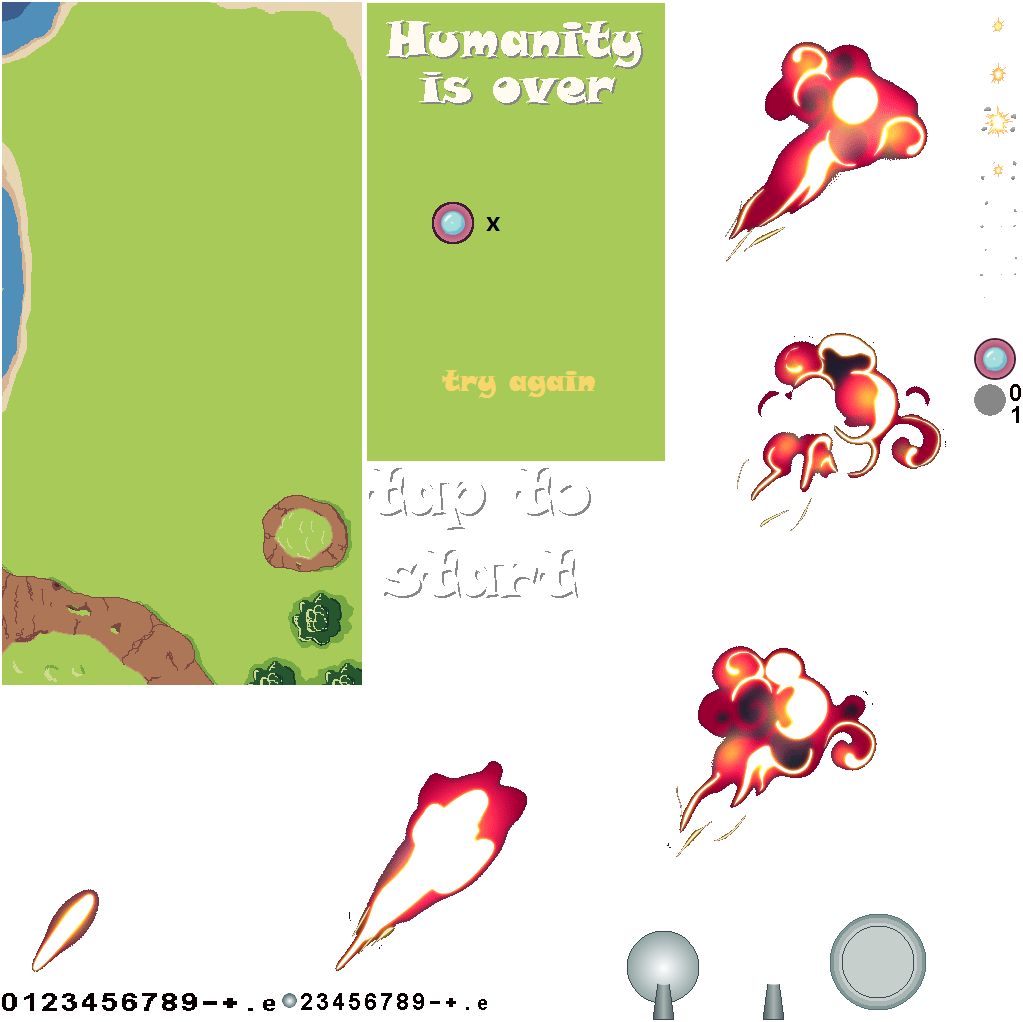 Humanity
is over
x
try again
0
1
tap to
start
0123456789-+.e
23456789-+.e